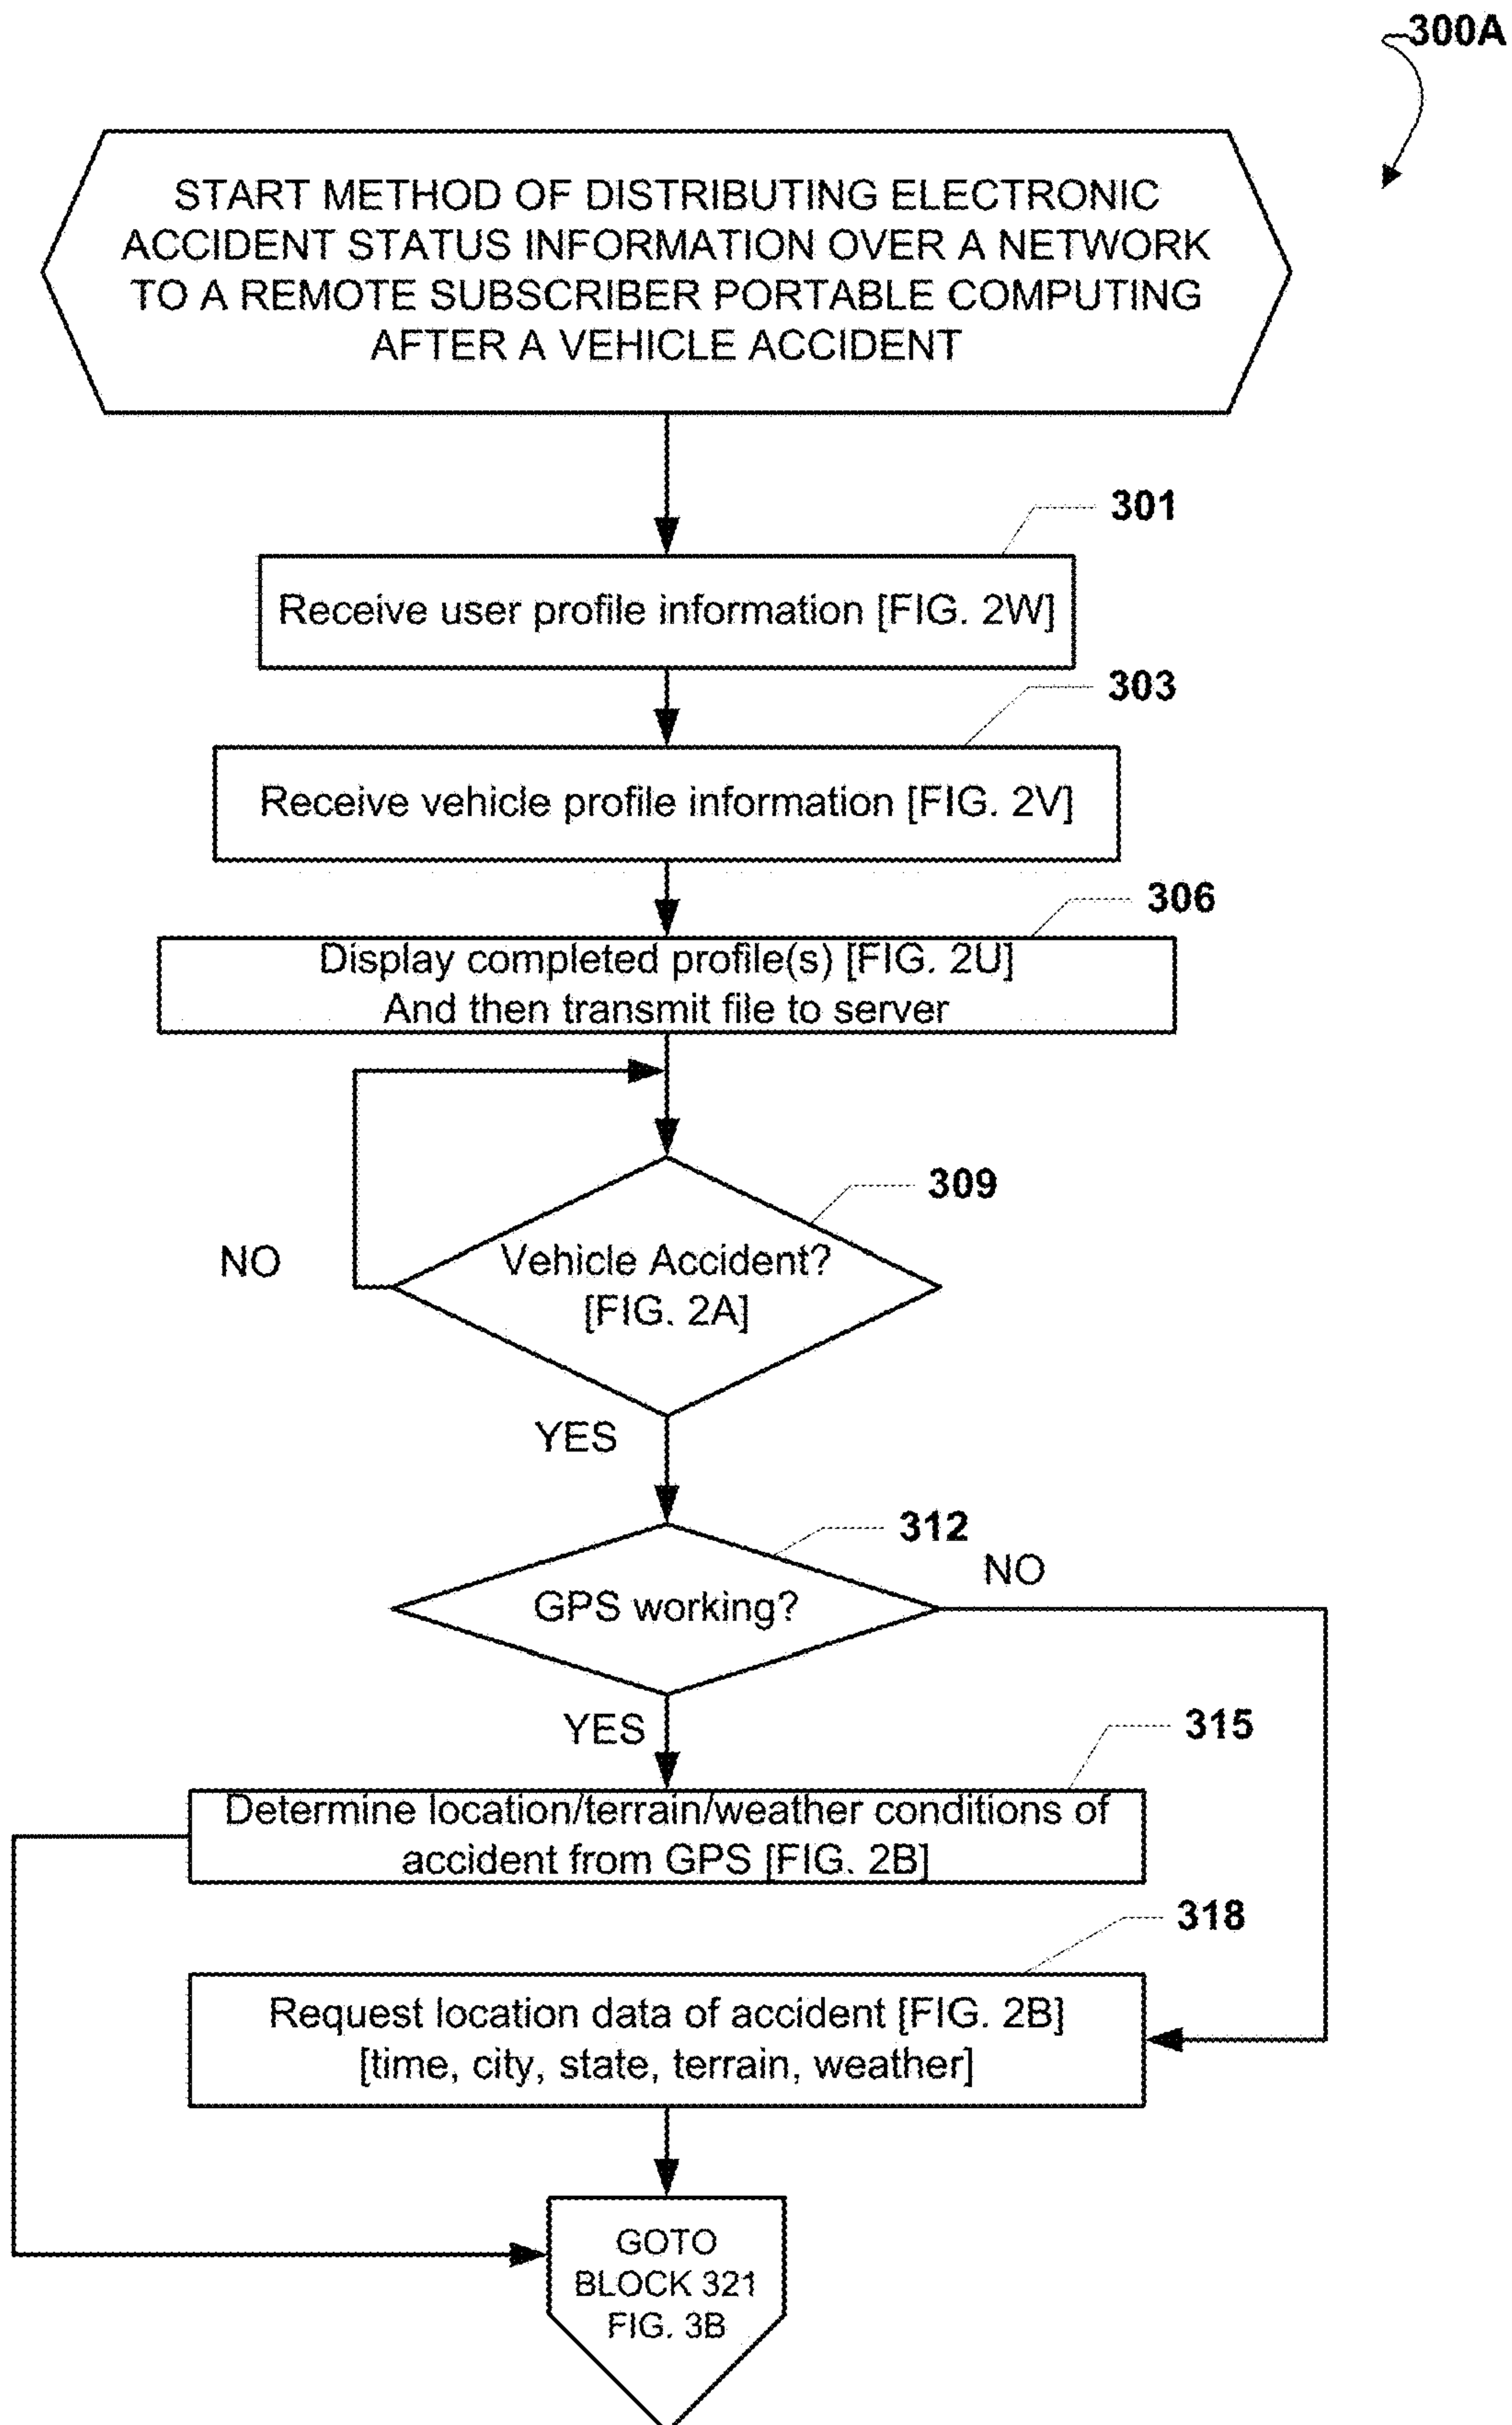 300A
START METHOD OF DISTRIBUTING ELECTRONIC
ACCIDENT STATUS INFORMATION OVER A NETWORK
TO A REMOTE SUBSCRIBER PORTABLE COMPUTING
AFTER A VEHICLE ACCIDENT
301
Receive user profile information [FIG. 2W]
303
Receive vehicle profile information [FIG. 2V]
306
Display completed profile(s) [FIG. 2U]
And then transmit file to server
309
NO
Vehicle Accident?
[FIG. 2A]
YES
312
NO
GPS working?
YES
315
Determine location/terrain/weather conditions of
accident from GPS [FIG. 2B]
318
Request location data of accident [FIG. 2B]
[time, city, state, terrain, weather]
GOTO
BLOCK 321
FIG. 3B